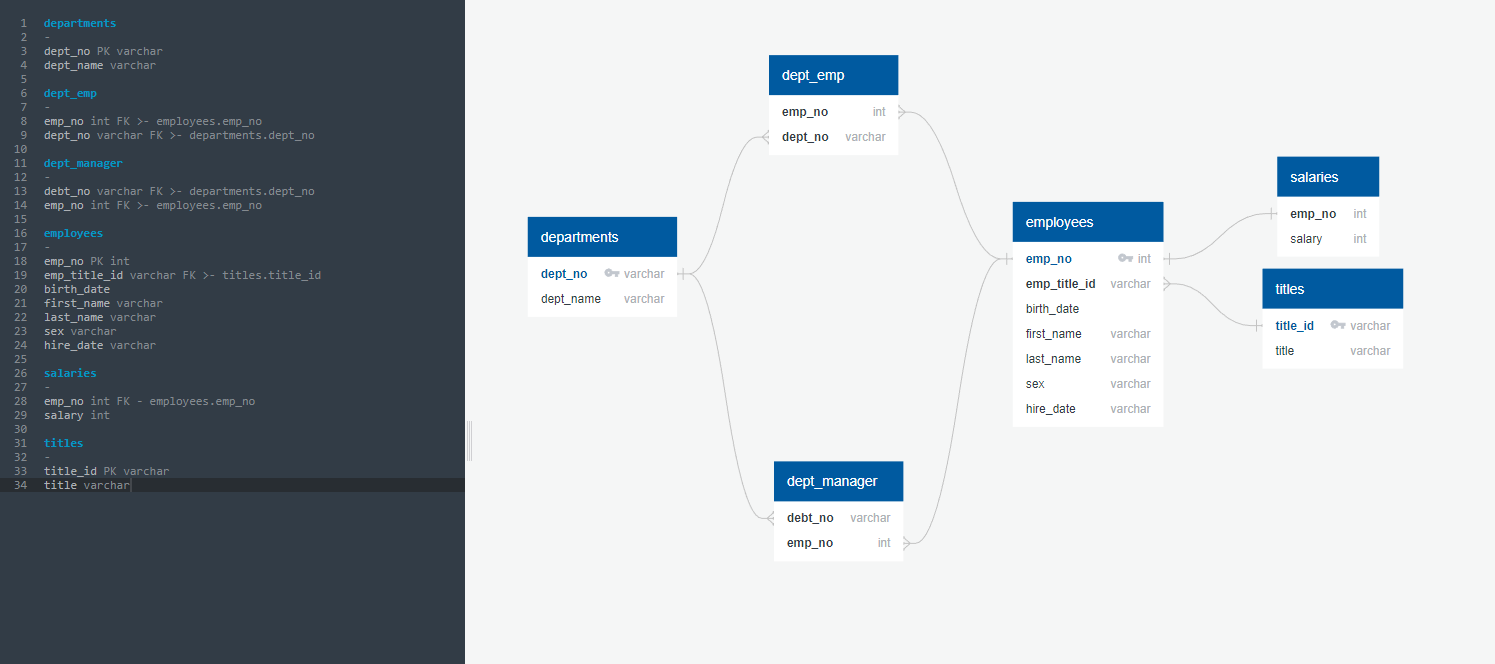 1 departments
2 -
3 dept_no PK varchar
4 dept_name varchar
5
6 dept_emp
7 -
8 emp_no int FK >- employees.emp_no
9 dept_no varchar FK >- departments.dept_no
10
11 dept_manager
12 -
13 debt_no varchar FK >- departments.dept_no
14 emp_no int FK >- employees.emp_no
15
16 employees
17 -
18 emp_no PK int
19 emp_title_id varchar FK >- titles.title_id
20 birth_date
21 first_name varchar
22 last_name varchar
23 sex varchar
24 hire_date varchar
25
26 salaries
27 -
28 emp_no int FK - employees.emp_no
29 salary int
30
31 titles
32 -
33 title_id PK varchar
34 title varchar
dept_emp
emp_no int
dept_no varchar
departments
dept_no varchar
dept_name varchar
dept_manager
debt_no varchar
emp_no int
employees
emp_no int
emp_title_id varchar
birth_date
first_name varchar
last_name varchar
sex varchar
hire_date varchar
salaries
emp_no int
salary int
titles
title_id varchar
title varchar